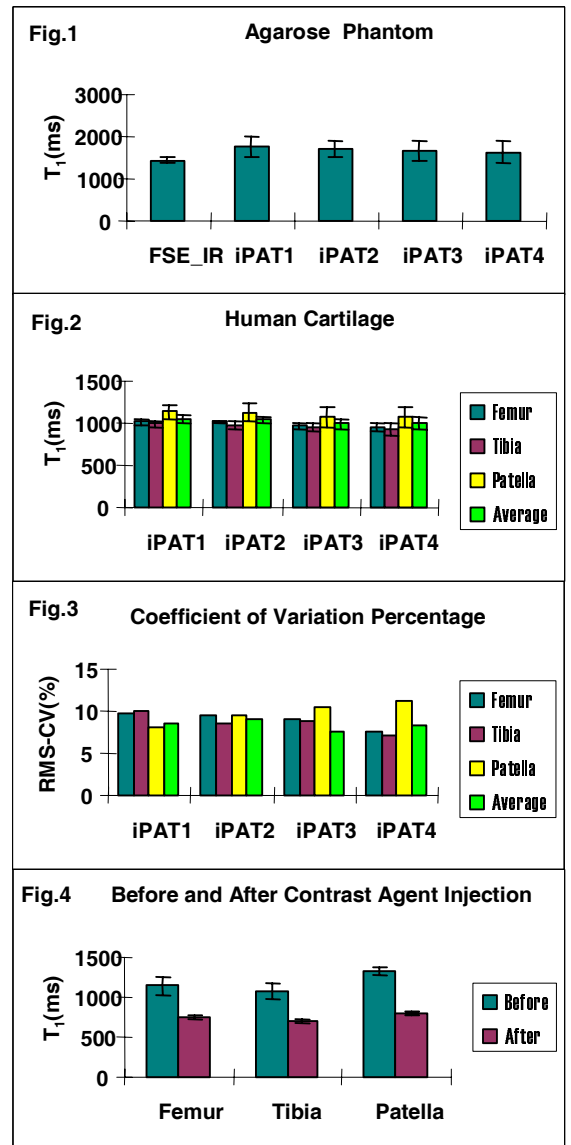 Fig.1 Agarose Phantom
T1(ms)
3000
2000
1000
0
FSE_IR iPAT1 iPAT2 iPAT3 iPAT4
Fig.2 Human Cartilage
T1(ms)
1500
1000
500
0
iPAT1 iPAT2 iPAT3 iPAT4
Femur
Tibia
Patella
Average
Fig.3 Coefficient of Variation Percentage
RMS-CV(%)
15
10
5
0
iPAT1 iPAT2 iPAT3 iPAT4
Femur
Tibia
Patella
Average
Fig.4 Before and After Contrast Agent Injection
T1(ms)
1500
1000
500
0
Femur Tibia Patella
Before
After